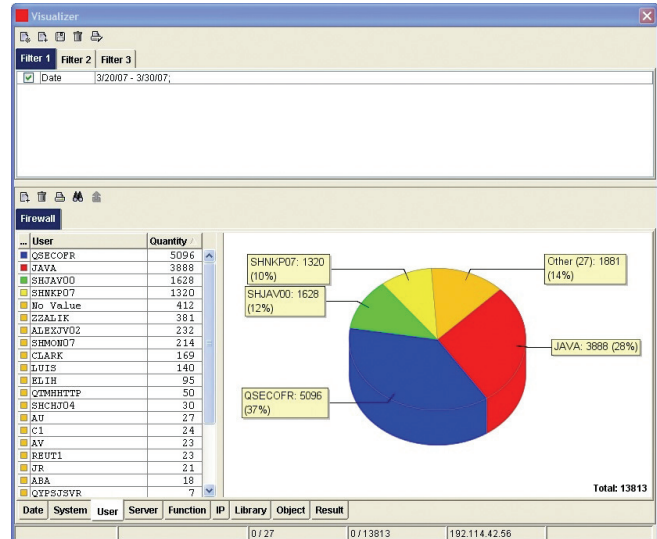 Visualizer
Filter 1 Filter 2 Filter 3
Date 3/20/07 - 3/30/07;
Firewall
... User Quantity
QSECOFR 5096
JAVA 3888
SHJAV00 1628
SHNKP07 1320
No Value 412
ZZALIK 381
ALEXJV02 232
SHMON07 214
CLARK 169
LUIS 140
ELIH 95
QTMHHTTP 50
SHCHJ04 30
AU 27
C1 24
AV 23
REUT1 23
JR 21
ABA 18
QYPSJSVR 7
SHNKP07: 1320
(10%)
Other (27): 1881
(14%)
SHJAV00: 1628
(12%)
JAVA: 3888 (28%)
QSECOFR: 5096
(37%)
Total: 13813
Date System User Server Function IP Library Object Result
0 / 27 0 / 13813 192.114.42.56